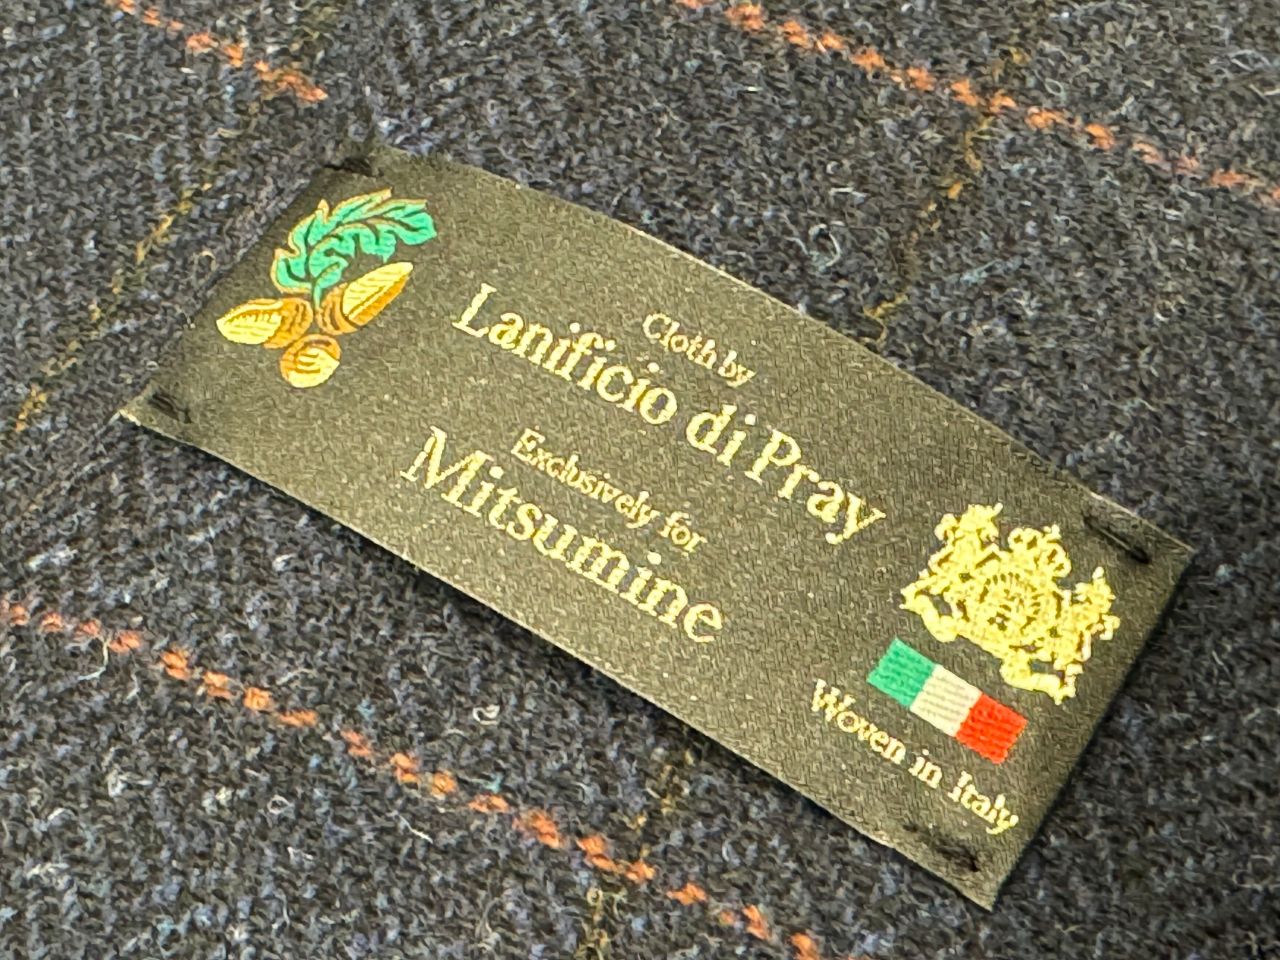 Cloth by
Lanificio di Pray
Exclusively for
Mitsumine
Woven in Italy